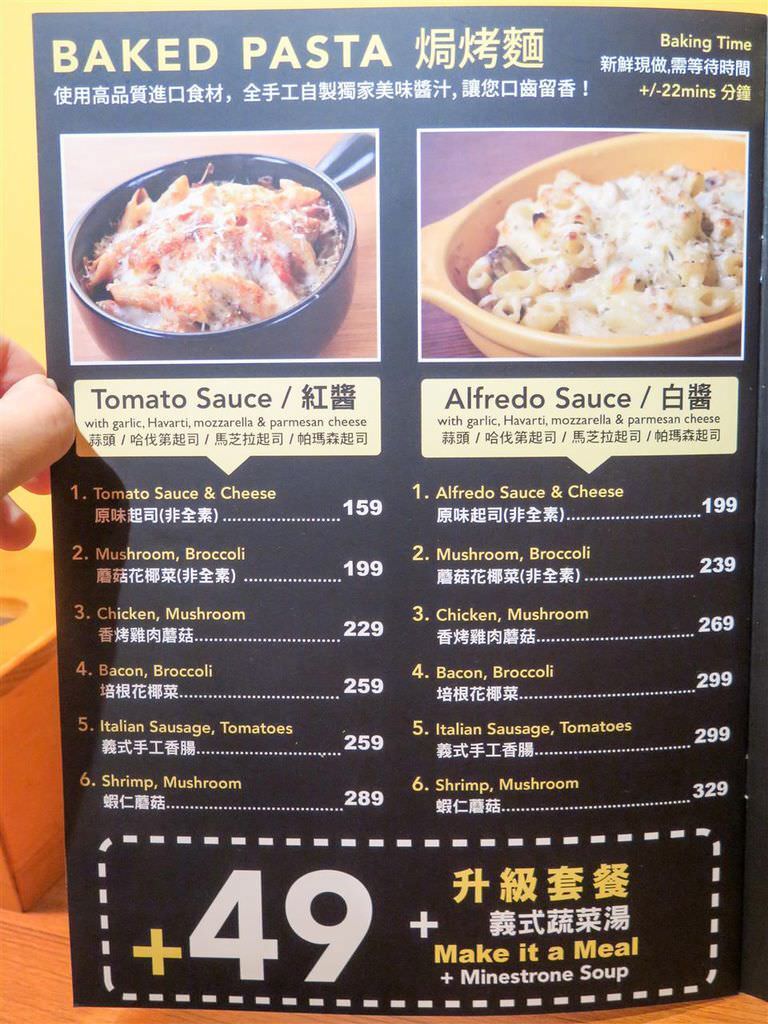 BAKED PASTA 焗烤麵
使用高品質進口食材，全手工自製獨家美味醬汁，讓您口齒留香！
Baking Time
新鮮現做,需等待時間
+/-22mins 分鐘
Tomato Sauce / 紅醬
with garlic, Havarti, mozzarella & parmesan cheese
蒜頭 / 哈伐第起司 / 馬芝拉起司 / 帕瑪森起司
1. Tomato Sauce & Cheese
原味起司(非全素)......................159
2. Mushroom, Broccoli
蘑菇花椰菜(非全素) ..................199
3. Chicken, Mushroom
香烤雞肉蘑菇...........................229
4. Bacon, Broccoli
培根花椰菜..............................259
5. Italian Sausage, Tomatoes
義式手工香腸...........................259
6. Shrimp, Mushroom
蝦仁蘑菇.................................289
Alfredo Sauce / 白醬
with garlic, Havarti, mozzarella & parmesan cheese
蒜頭 / 哈伐第起司 / 馬芝拉起司 / 帕瑪森起司
1. Alfredo Sauce & Cheese
原味起司(非全素)........................199
2. Mushroom, Broccoli
蘑菇花椰菜(非全素) ....................239
3. Chicken, Mushroom
香烤雞肉蘑菇.............................269
4. Bacon, Broccoli
培根花椰菜................................299
5. Italian Sausage, Tomatoes
義式手工香腸.............................299
6. Shrimp, Mushroom
蝦仁蘑菇...................................329
+49
+ 升級套餐
義式蔬菜湯
Make it a Meal
+ Minestrone Soup